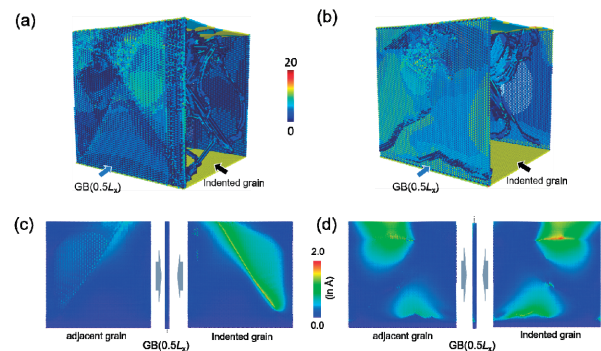 (a)
(b)
20
0
GB(0.5Lx)
Indented grain
GB(0.5Lx)
Indented grain
(c)
(d)
2.0
(in Å)
0.0
adjacent grain
Indented grain
GB(0.5Lx)
adjacent grain
Indented grain
GB(0.5Lx)